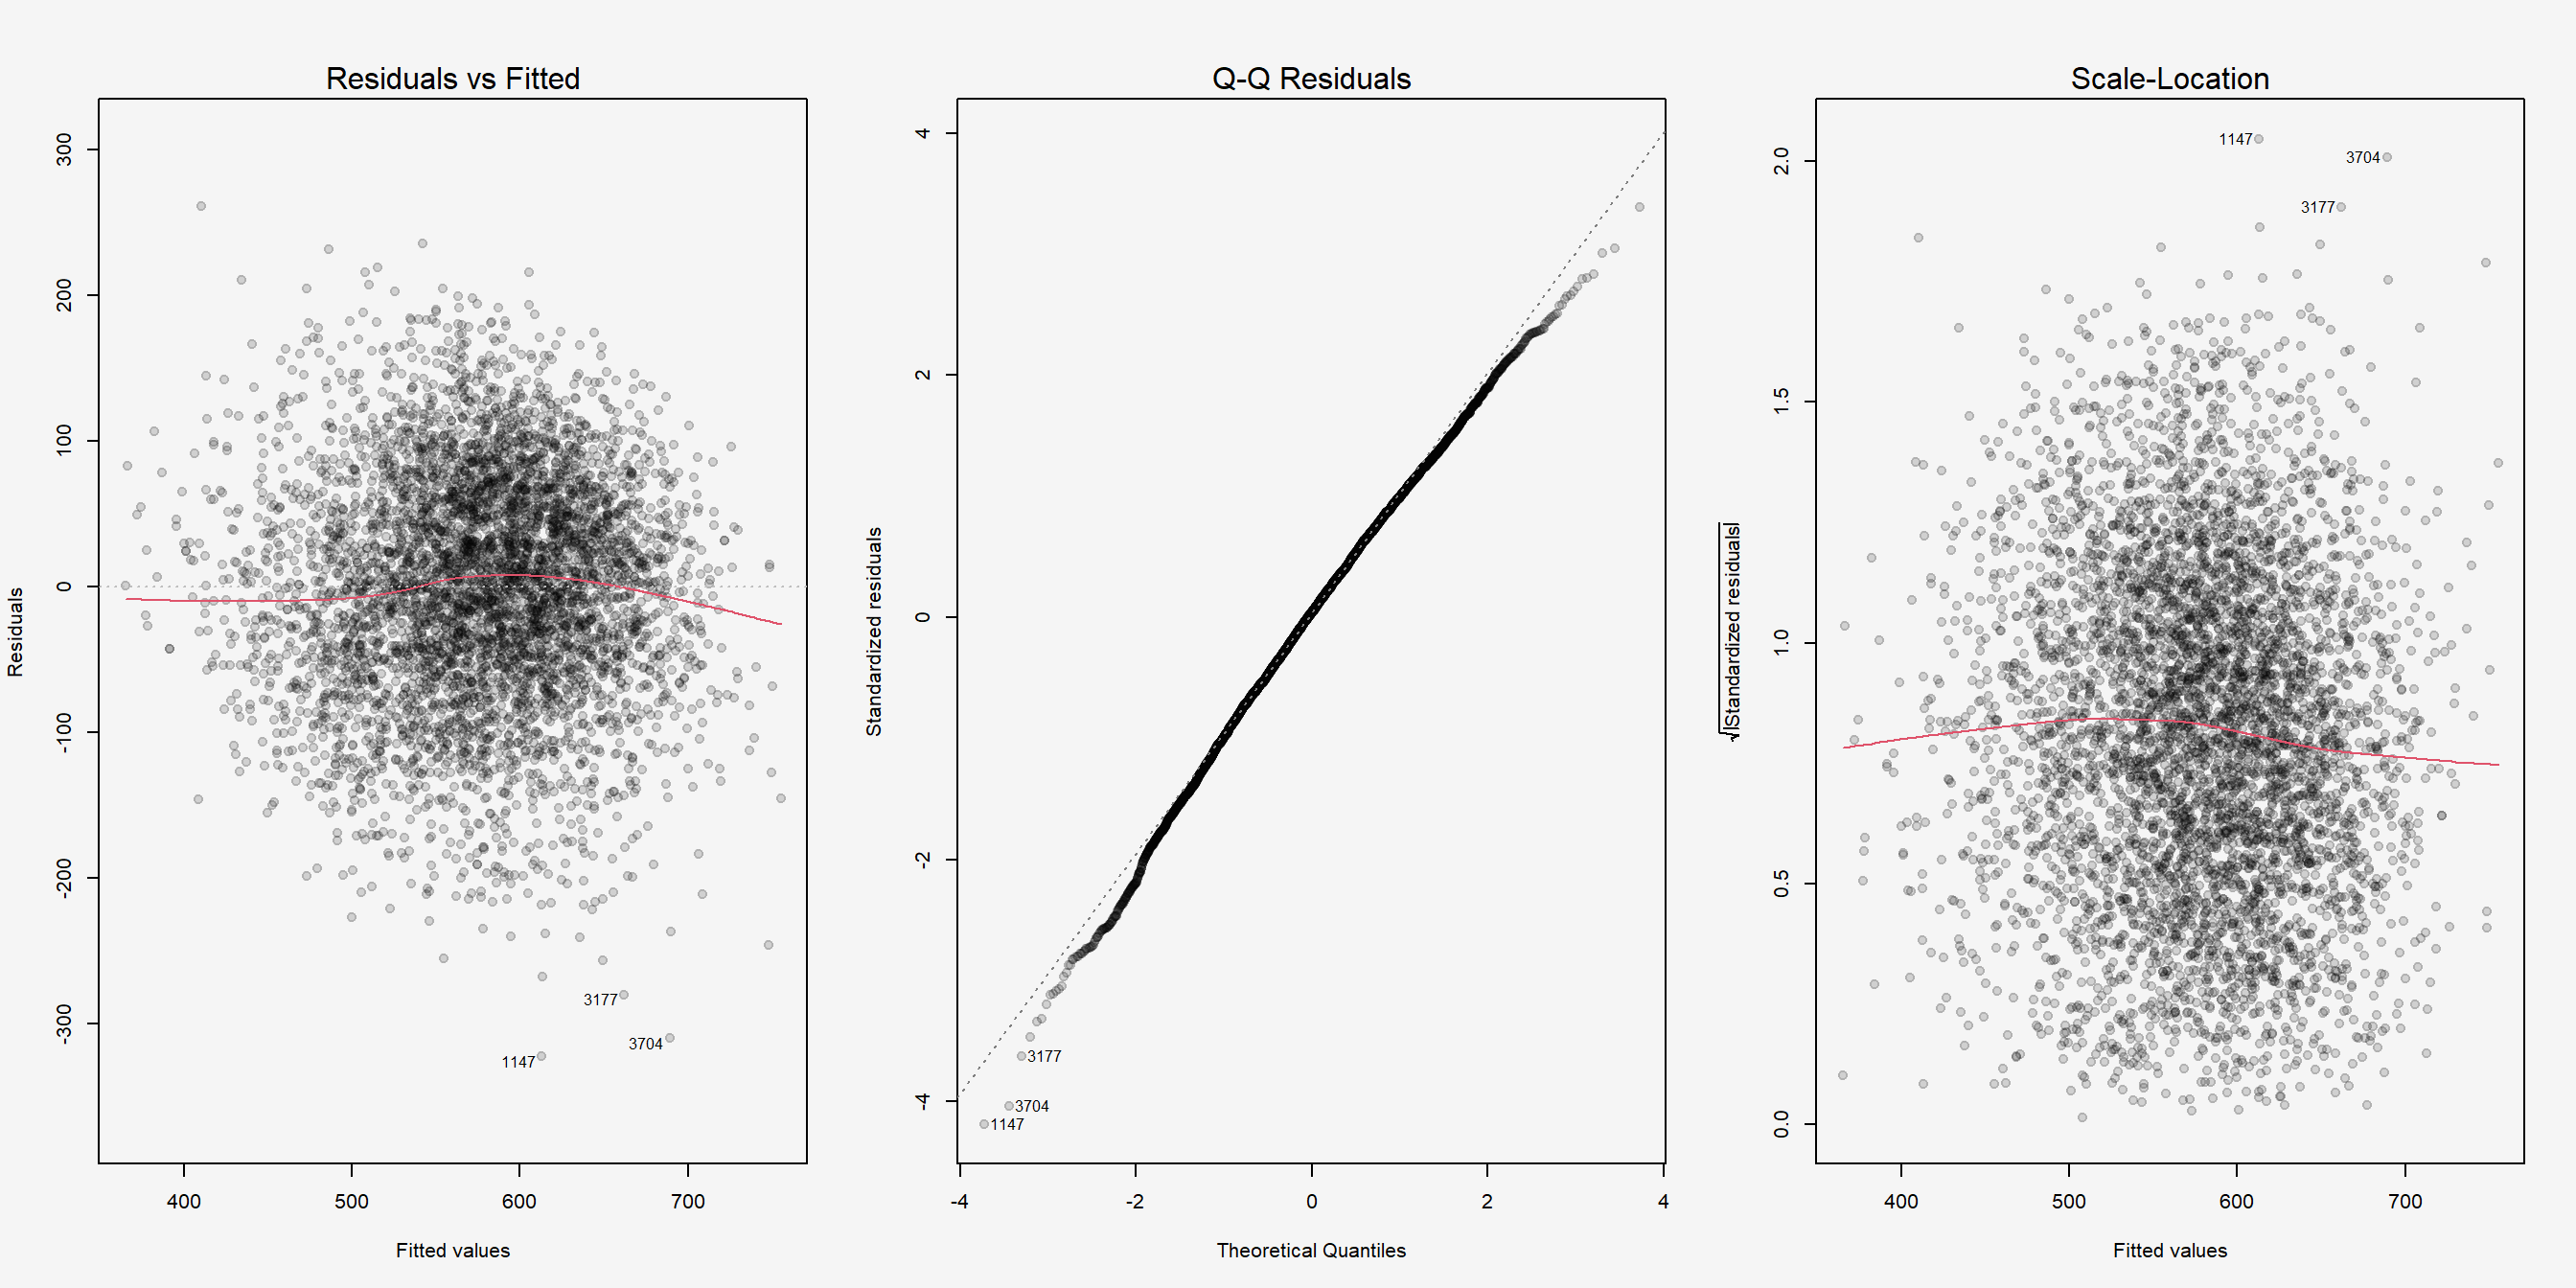 Residuals vs Fitted
300
200
100
0
-100
-200
-300
Residuals
3177
3704
1147
400 500 600 700
Fitted values
Q-Q Residuals
4
2
0
-2
-4
Standardized residuals
3177
3704
1147
-4 -2 0 2 4
Theoretical Quantiles
Scale-Location
2.0
1.5
1.0
0.5
0.0
√|Standardized residuals|
1147
3704
3177
400 500 600 700
Fitted values